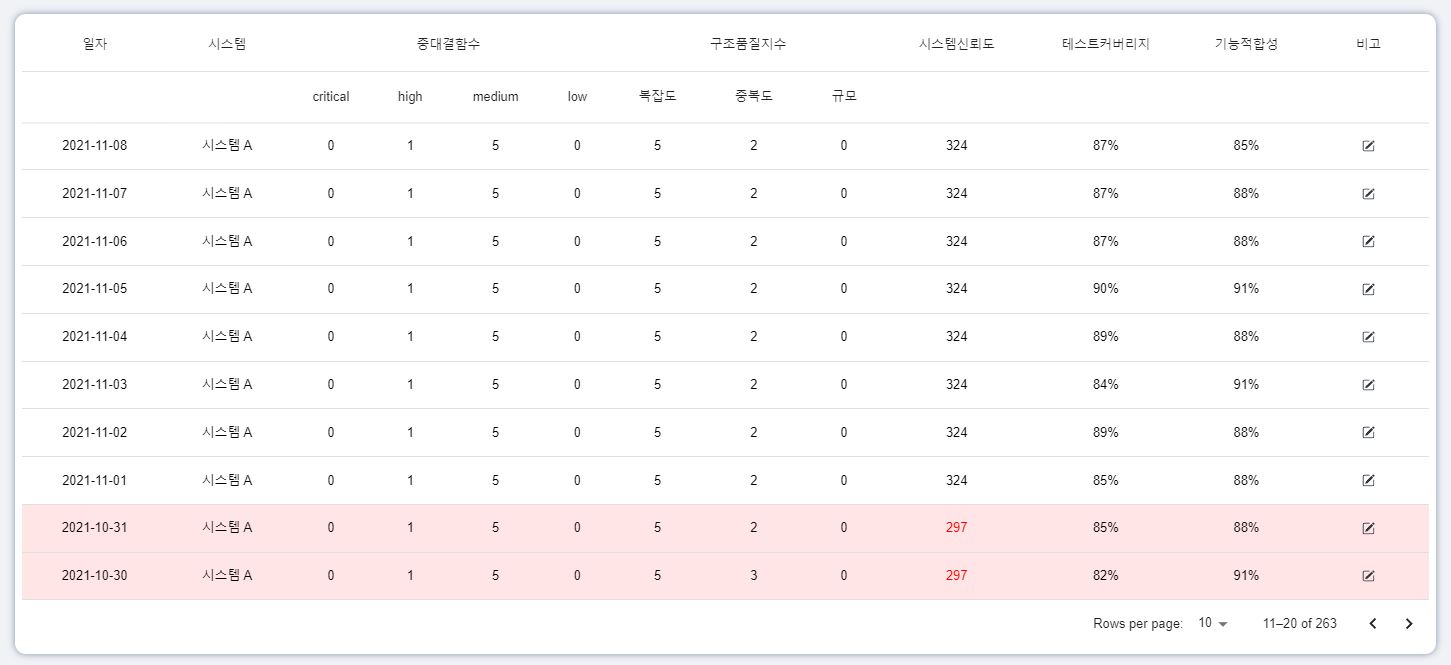 일자 시스템 중대결함수 구조품질지수 시스템신뢰도 테스트커버리지 기능적합성 비고
critical high medium low 복잡도 중복도 규모
2021-11-08 시스템 A 0 1 5 0 5 2 0 324 87% 85%
2021-11-07 시스템 A 0 1 5 0 5 2 0 324 87% 88%
2021-11-06 시스템 A 0 1 5 0 5 2 0 324 87% 88%
2021-11-05 시스템 A 0 1 5 0 5 2 0 324 90% 91%
2021-11-04 시스템 A 0 1 5 0 5 2 0 324 89% 88%
2021-11-03 시스템 A 0 1 5 0 5 2 0 324 84% 91%
2021-11-02 시스템 A 0 1 5 0 5 2 0 324 89% 88%
2021-11-01 시스템 A 0 1 5 0 5 2 0 324 85% 88%
2021-10-31 시스템 A 0 1 5 0 5 2 0 297 85% 88%
2021-10-30 시스템 A 0 1 5 0 5 3 0 297 82% 91%
Rows per page: 10 11–20 of 263